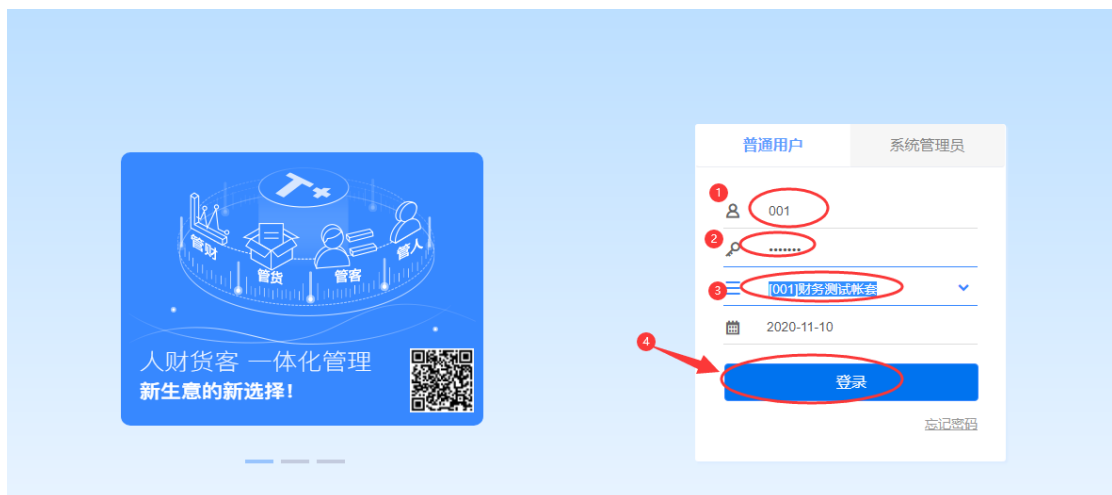 T+
管财
管货
管客
管人
人财货客 一体化管理
新生意的新选择!
普通用户
系统管理员
1
001
2
•••••••
3
[001]财务测试帐套
2020-11-10
4
登录
忘记密码